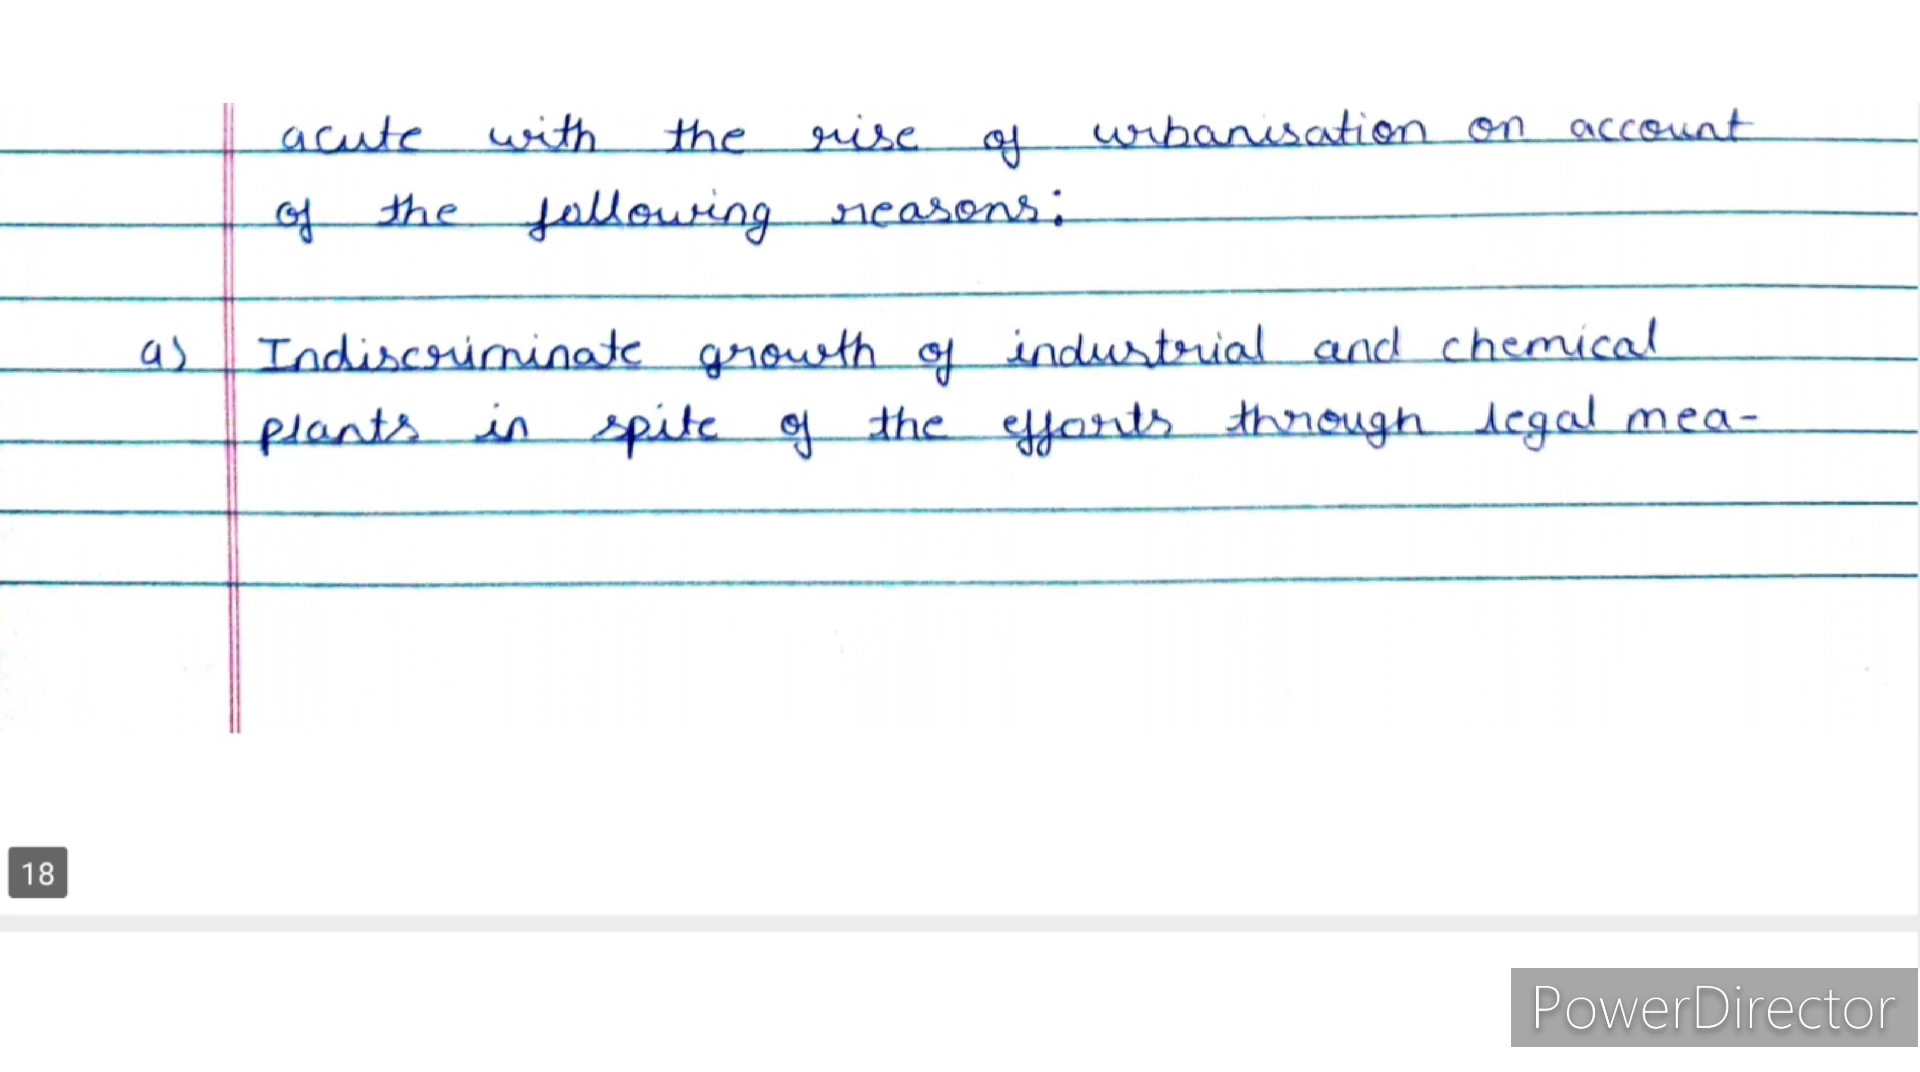 acute with the rise of urbanisation on account
of the following reasons:
a) Indiscriminate growth of industrial and chemical
plants in spite of the efforts through legal mea-
18
PowerDirector